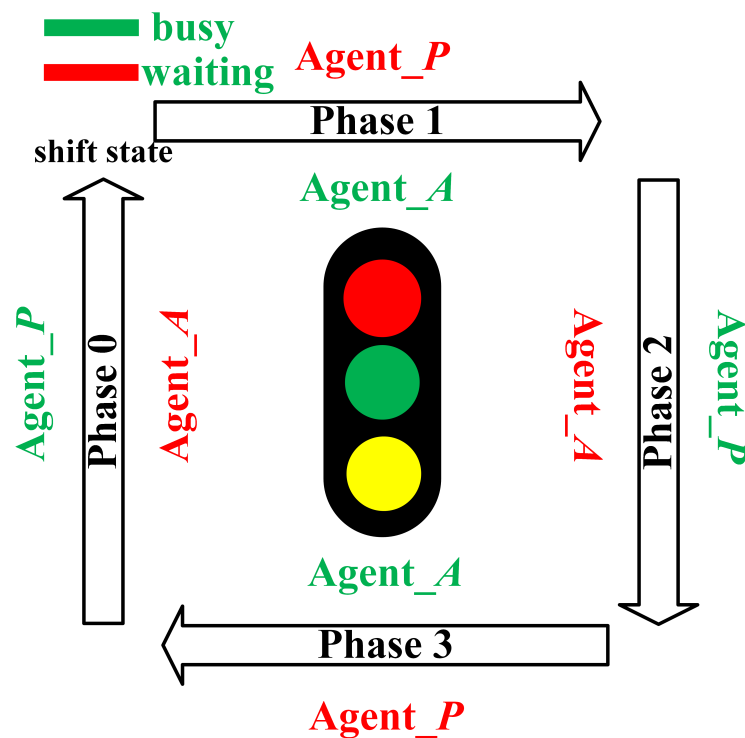 busy
waiting
Agent_P
Phase 1
shift state
Agent_A
Agent_P
Phase 0
Agent_A
Agent_A
Phase 2
Agent_P
Agent_A
Phase 3
Agent_P